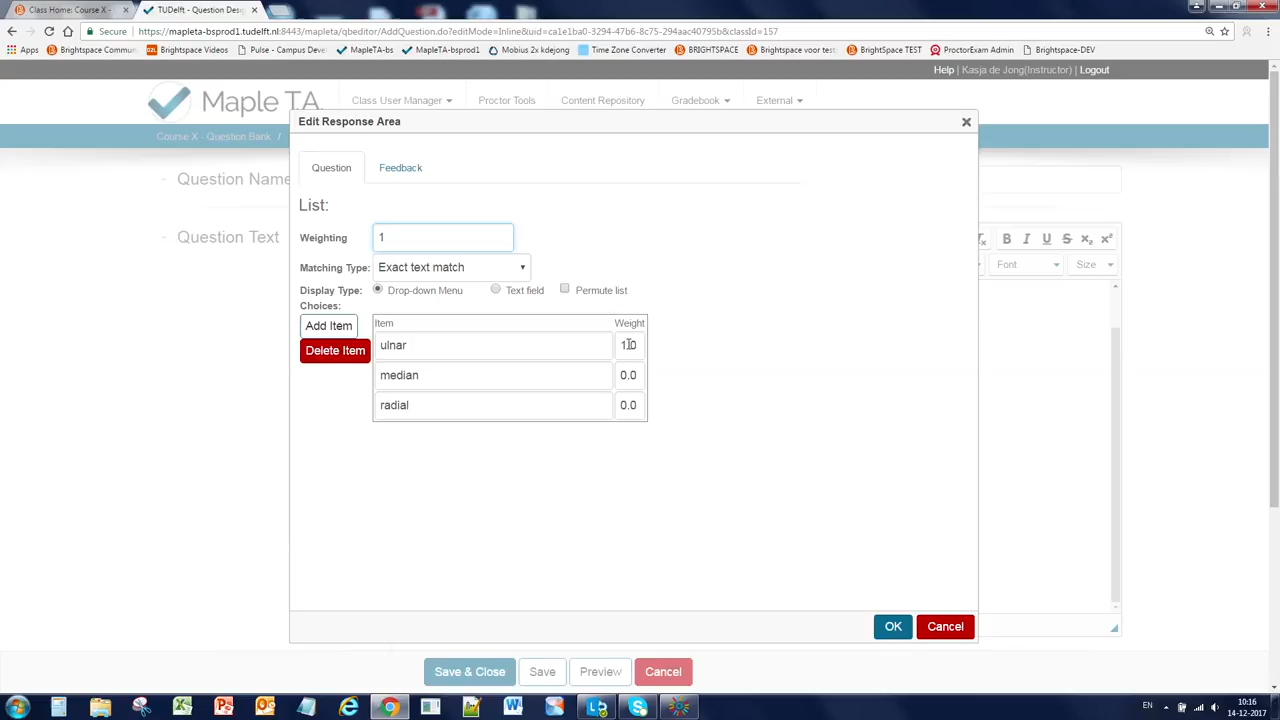 Class Home: Course X -
TUDelft - Question Des
Secure
https://mapleta-bsprod1.tudelft.nl:8443/mapleta/qbeditor/AddQuestion.do?editMode=Inline&uid=ca1e1ba0-3294-47b6-8c75-294aac40795b&classId=157
Apps
Brightspace Commun
Brightspace Videos
Pulse - Campus Devel
MapleTA-bs
MapleTA-bsprod1
Mobius 2x kdgqng
Time Zone Converter
BRIGHTSPACE
Brightspace voor testen
BrightSpace TEST
ProctorExam Admin
Brightspace-DEV
Help | Kasja de Jong(Instructor) | Logout
Maple T.A.
Class User Manager
Proctor Tools
Content Repository
Gradebook
External
Course X - Question Bank /
Edit Response Area
Question
Feedback
Question Name
List:
Weighting
1
Question Text
Matching Type:
Exact text match
Font
Size
Display Type:
Drop-down Menu
Text field
Permute list
Choices:
Item
Weight
Add Item
ulnar
1.0
Delete Item
median
0.0
radial
0.0
OK
Cancel
Save & Close
Save
Preview
Cancel
EN
10:16
14-12-2017